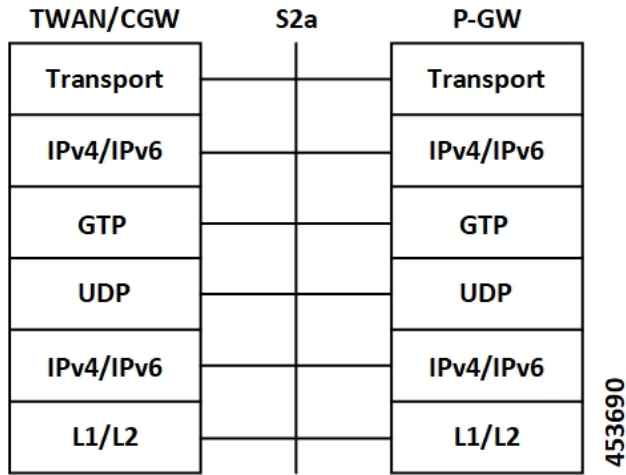 TWAN/CGW S2a P-GW
Transport Transport
IPv4/IPv6 IPv4/IPv6
GTP GTP
UDP UDP
IPv4/IPv6 IPv4/IPv6
L1/L2 L1/L2
453690